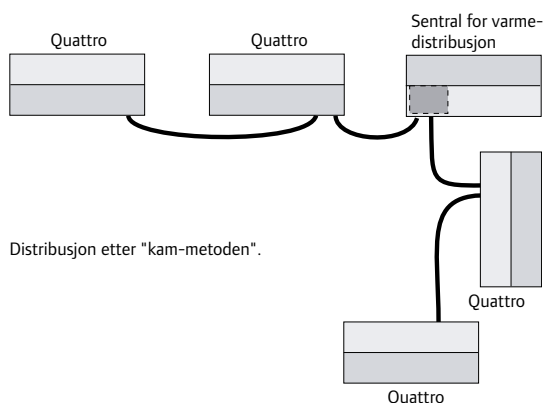 Quattro
Quattro
Sentral for varme-
distribusjon
Distribusjon etter "kam-metoden".
Quattro
Quattro